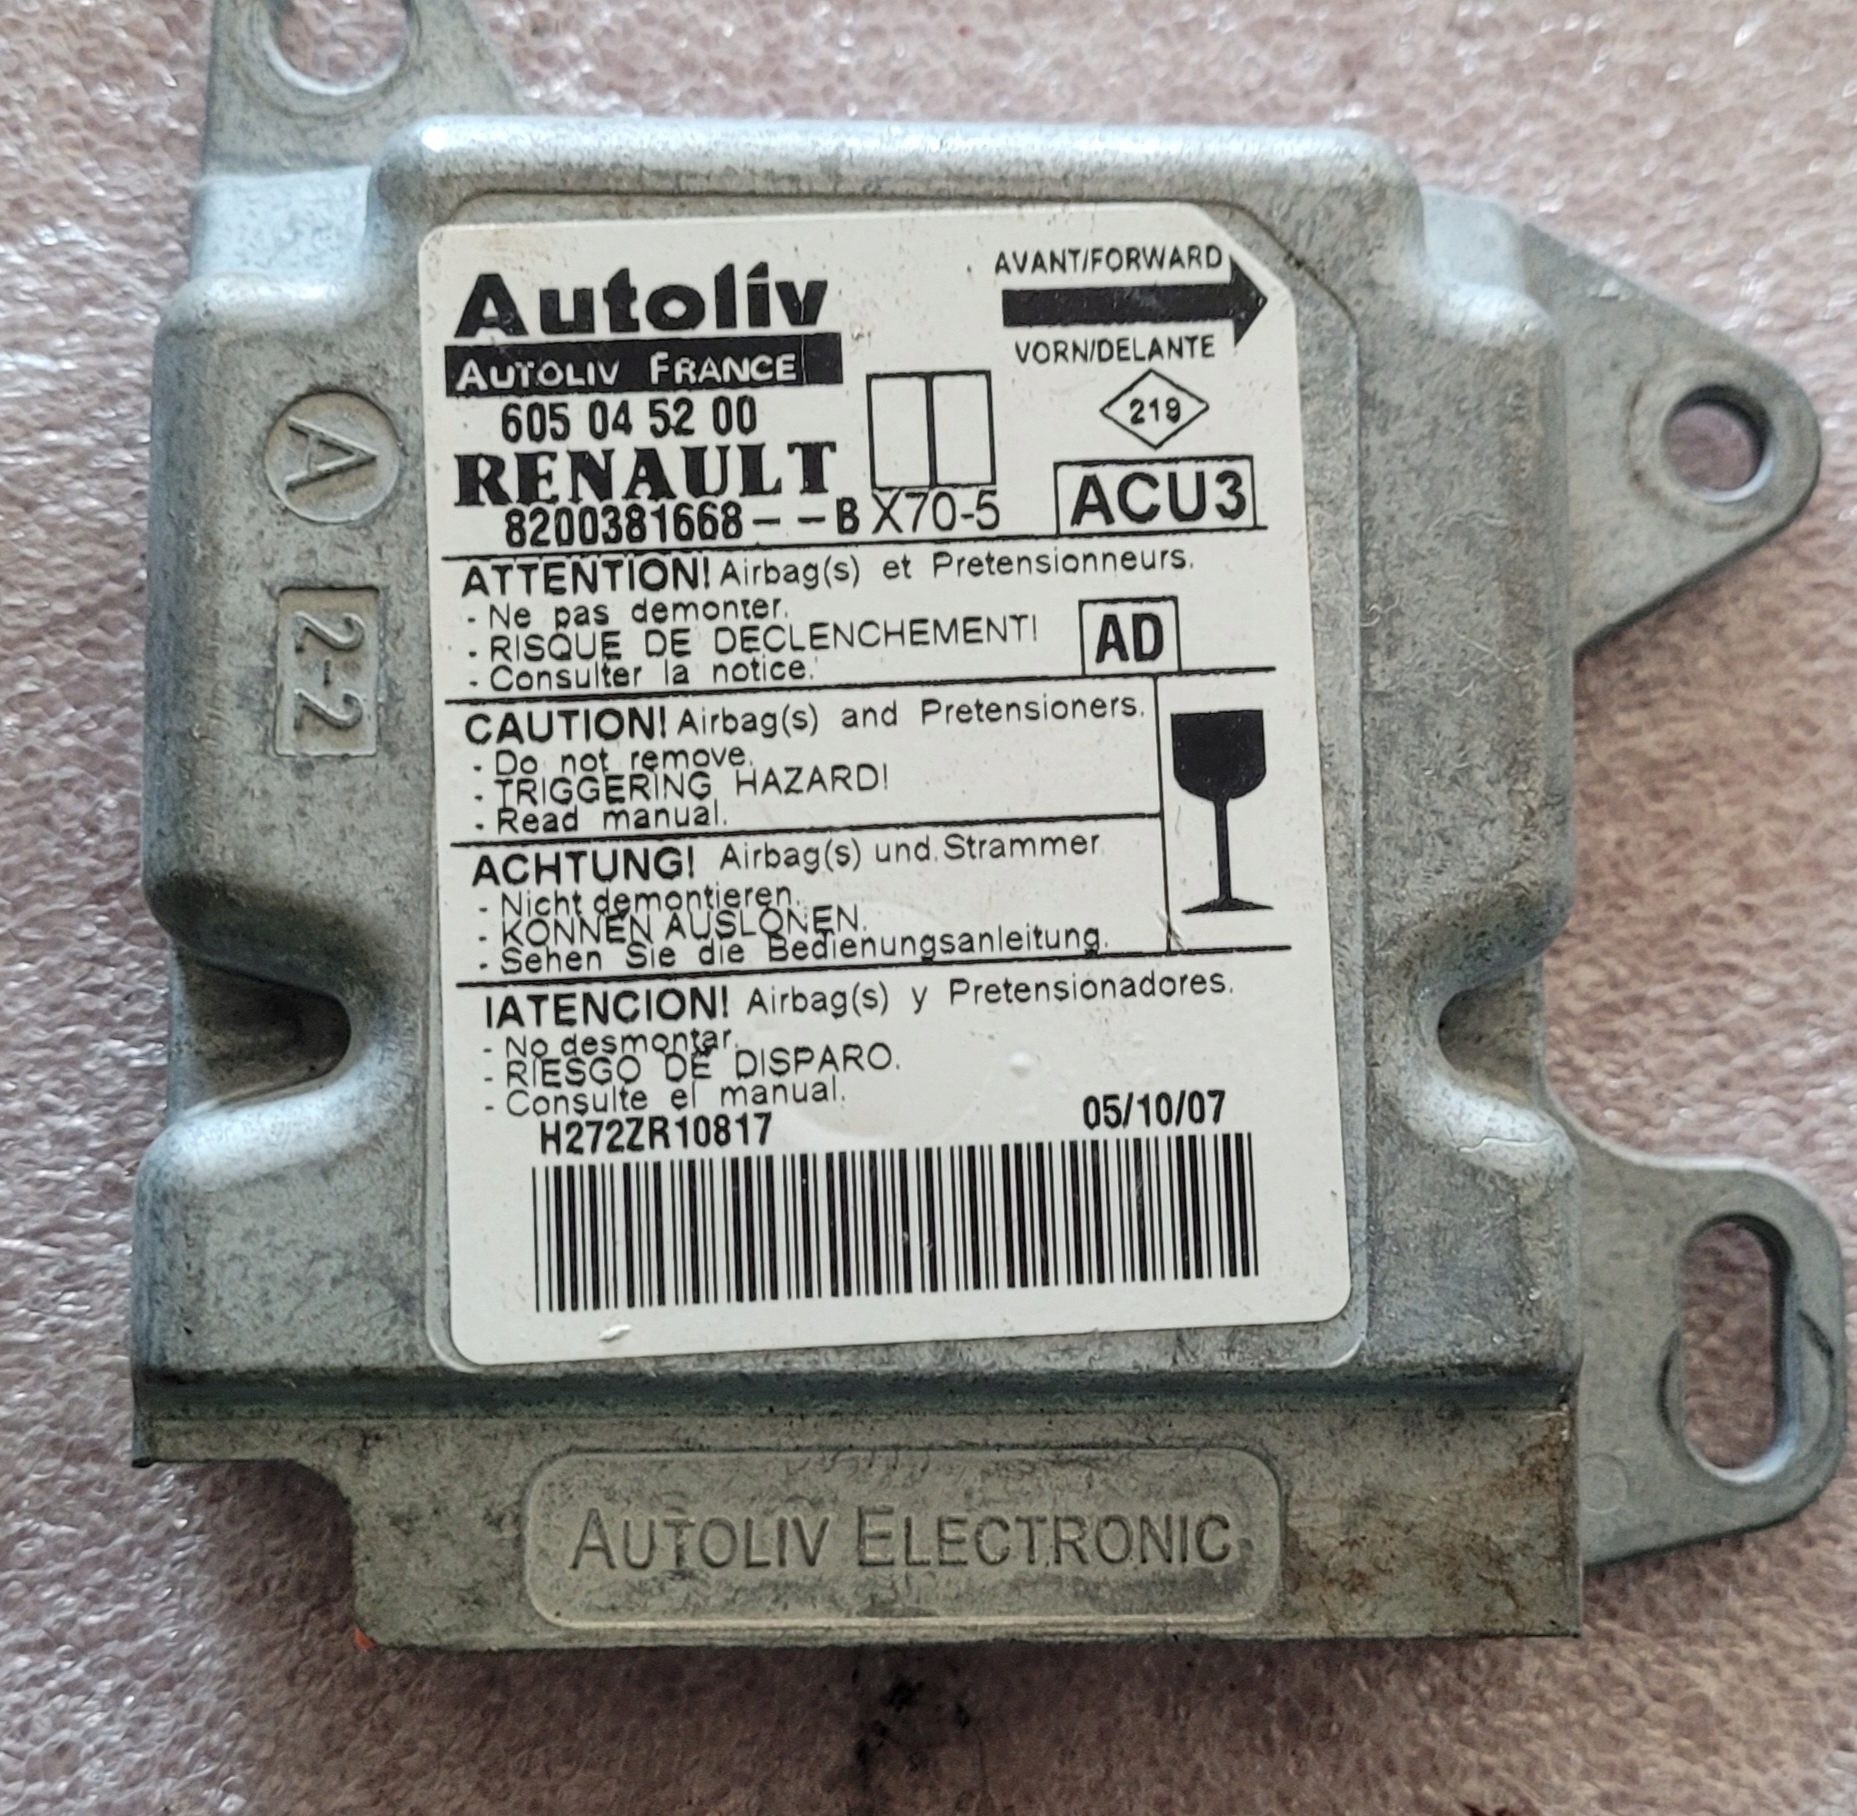 Autoliv
AUTOLIV FRANCE
605 04 52 00
RENAULT
8200381668--B X70-5
AVANT/FORWARD
VORN/DELANTE
219
ACU3
ATTENTION! Airbag(s) et Pretensionneurs.
- Ne pas demonter.
- RISQUE DE DECLENCHEMENT!
- Consulter la notice.
AD
CAUTION! Airbag(s) and Pretensioners.
- Do not remove.
- TRIGGERING HAZARD!
- Read manual.
ACHTUNG! Airbag(s) und Strammer
- Nicht demontieren.
- KONNEN AUSLONEN.
- Sehen Sie die Bedienungsanleitung.
IATENCION! Airbag(s) y Pretensionadores.
- No desmontar.
- RIESGO DE DISPARO.
- Consulte el manual.
H272ZR10817 05/10/07
A
2-2
AUTOLIV ELECTRONIC